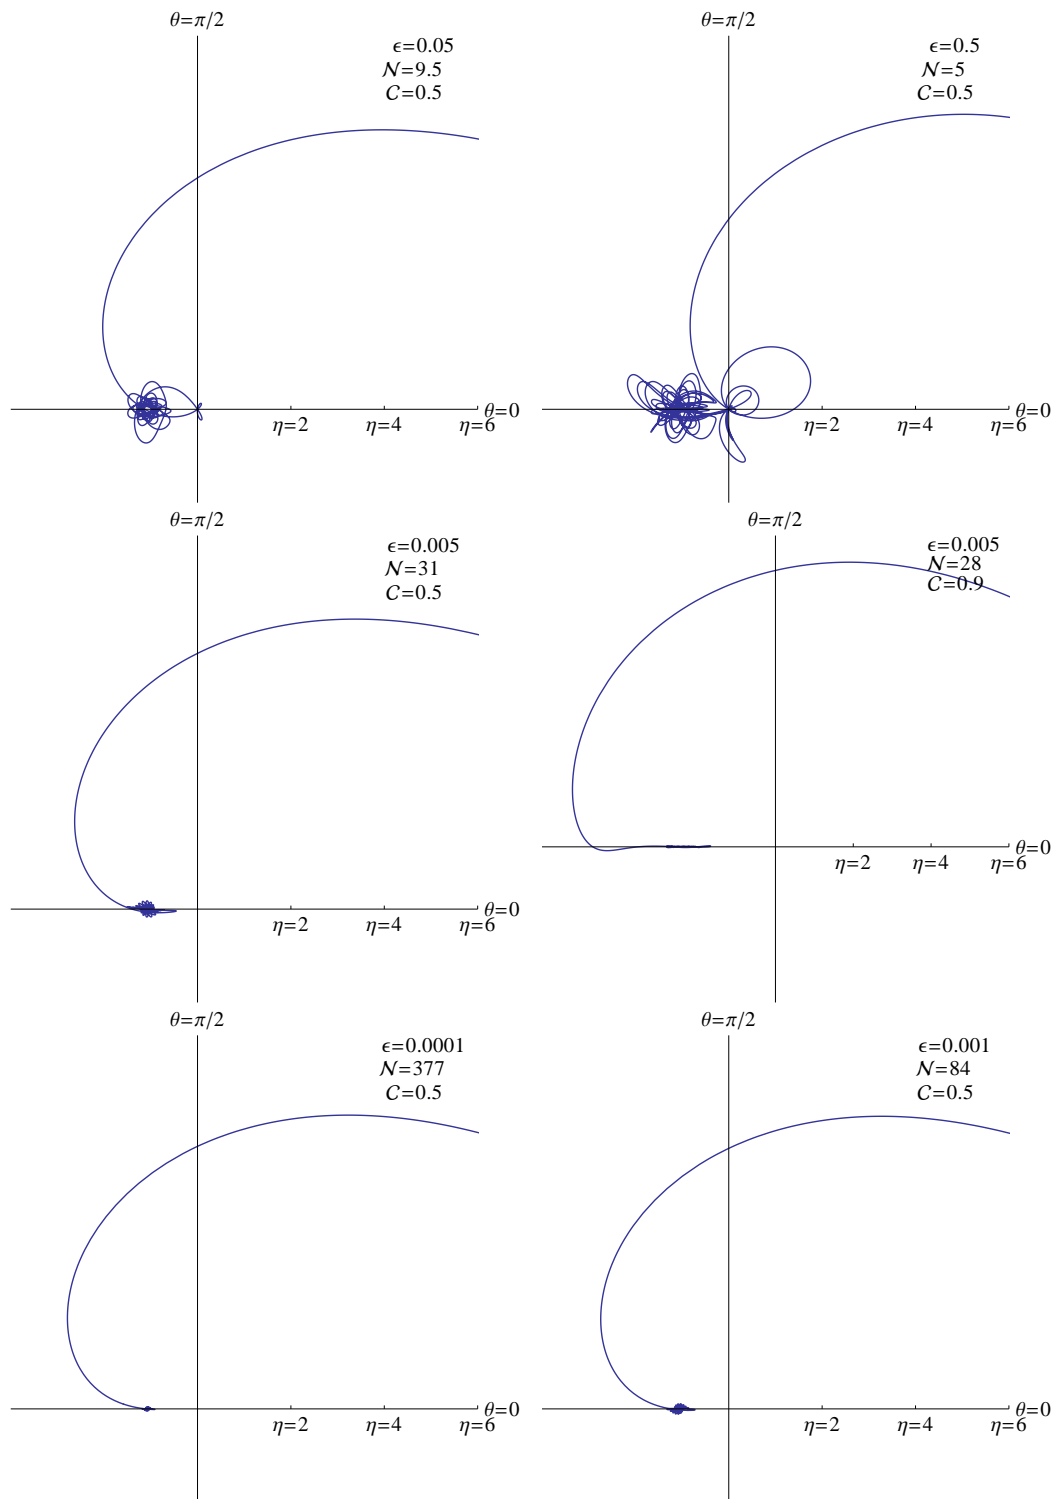 θ=π/2
ϵ=0.05
𝒩=9.5
𝒞=0.5
θ=0
η=2
η=4
η=6
θ=π/2
ϵ=0.5
𝒩=5
𝒞=0.5
θ=0
η=2
η=4
η=6
θ=π/2
ϵ=0.005
𝒩=31
𝒞=0.5
θ=0
η=2
η=4
η=6
θ=π/2
ϵ=0.005
𝒩=28
𝒞=0.9
θ=0
η=2
η=4
η=6
θ=π/2
ϵ=0.0001
𝒩=377
𝒞=0.5
θ=0
η=2
η=4
η=6
θ=π/2
ϵ=0.001
𝒩=84
𝒞=0.5
θ=0
η=2
η=4
η=6